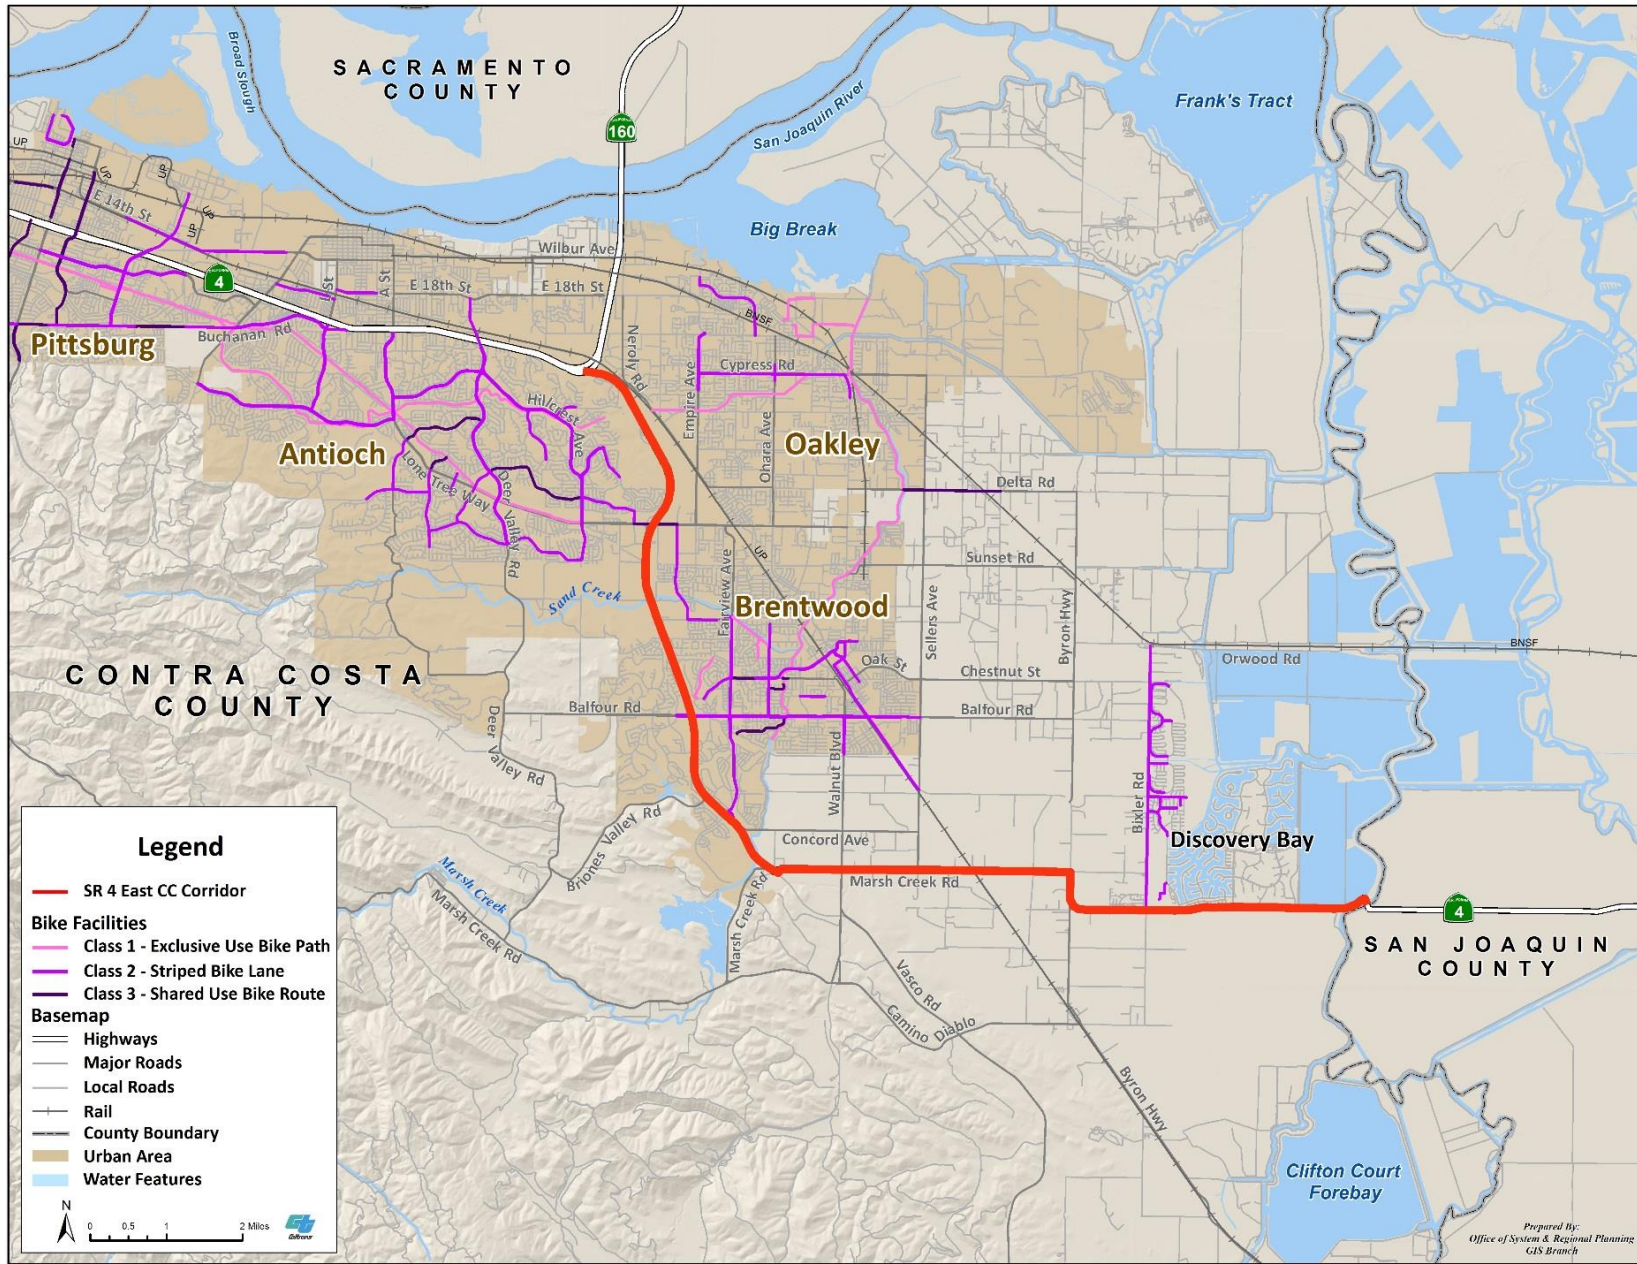 SACRAMENTO
COUNTY
Broad Slough
160
San Joaquin River
Frank's Tract
Big Break
UP
UP
UP
UP
E 14th St
4
Wilbur Ave
L St
A St
E 18th St
E 18th St
BNSF
Buchanan Rd
Pittsburg
Neroly Rd
Empire Ave
Cypress Rd
Hillcrest Ave
Ohara Ave
Oakley
Antioch
Lone Tree Way
Deer Valley Rd
Delta Rd
UP
Sunset Rd
Sand Creek
Fairview Ave
Brentwood
Sellers Ave
Byron Hwy
BNSF
Orwood Rd
Oak St
Chestnut St
CONTRA COSTA
COUNTY
Balfour Rd
Balfour Rd
Deer Valley Rd
Walnut Blvd
Bixler Rd
Briones Valley Rd
Concord Ave
Discovery Bay
Marsh Creek Rd
Marsh Creek
Marsh Creek Rd
Marsh Creek Rd
4
SAN JOAQUIN
COUNTY
Vasco Rd
Camino Diablo
Byron Hwy
Clifton Court
Forebay
Legend
SR 4 East CC Corridor
Bike Facilities
Class 1 - Exclusive Use Bike Path
Class 2 - Striped Bike Lane
Class 3 - Shared Use Bike Route
Basemap
Highways
Major Roads
Local Roads
Rail
County Boundary
Urban Area
Water Features
N
0 0.5 1 2 Miles
Caltrans
Prepared By:
Office of System & Regional Planning
GIS Branch